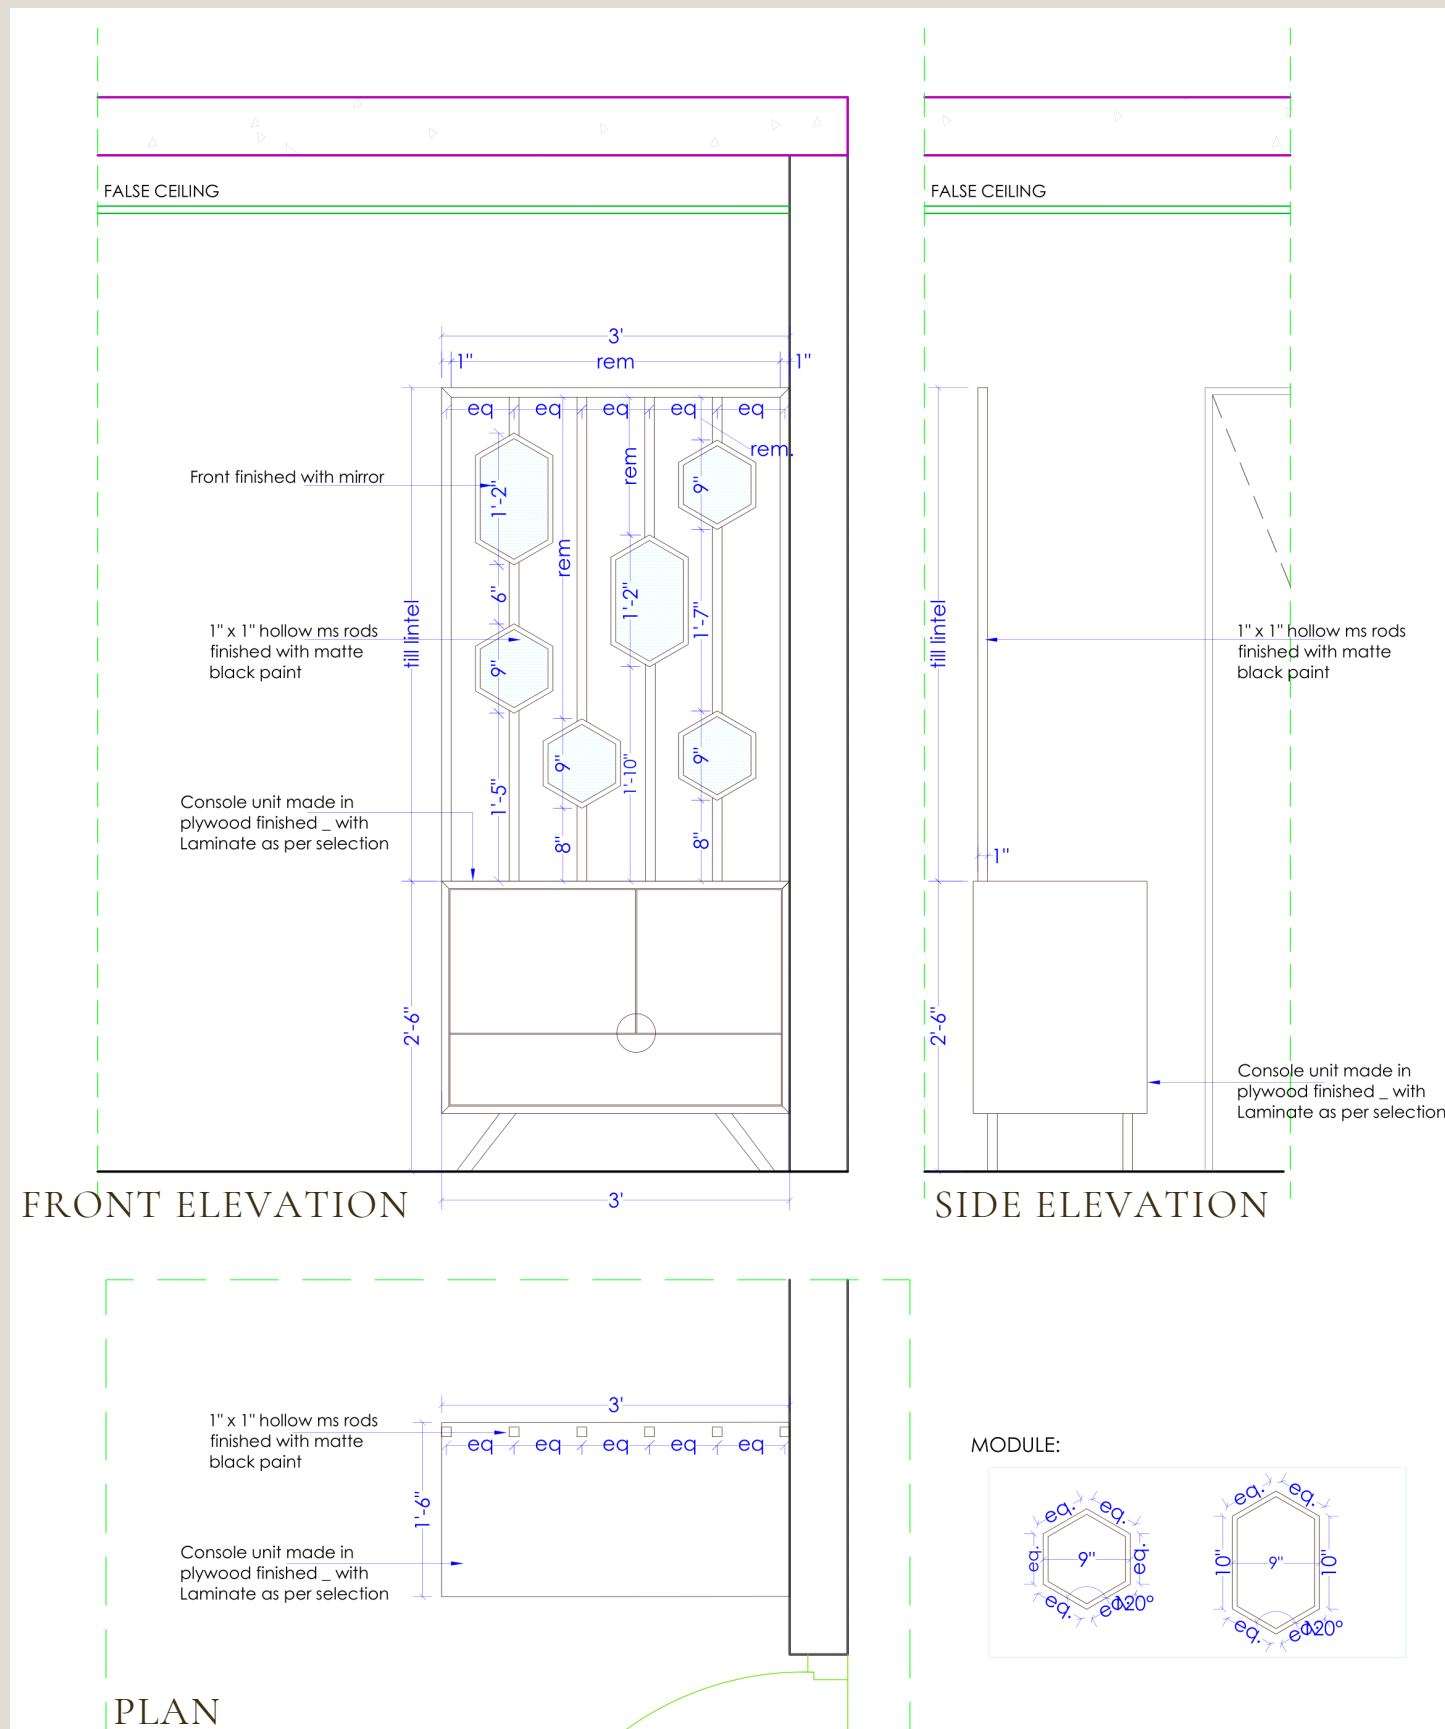 FALSE CEILING
FALSE CEILING
3'
1" rem 1"
eq eq eq eq eq
rem.
rem
rem
Front finished with mirror
1'-2"
9"
6"
1'-2"
1'-7"
till lintel
till lintel
1" x 1" hollow ms rods
finished with matte
black paint
1" x 1" hollow ms rods
finished with matte
black paint
9"
9"
9"
1'-5"
1'-10"
8"
8"
Console unit made in
plywood finished _ with
Laminate as per selection
1"
2'-6"
2'-6"
Console unit made in
plywood finished _ with
Laminate as per selection
3'
FRONT ELEVATION
SIDE ELEVATION
3'
1" x 1" hollow ms rods
finished with matte
black paint
eq eq eq eq eq
1'-6"
Console unit made in
plywood finished _ with
Laminate as per selection
PLAN
MODULE:
eq. eq.
eq. 9" eq.
eq. eq. 120°
eq. eq.
10" 9" 10"
eq. eq. 120°